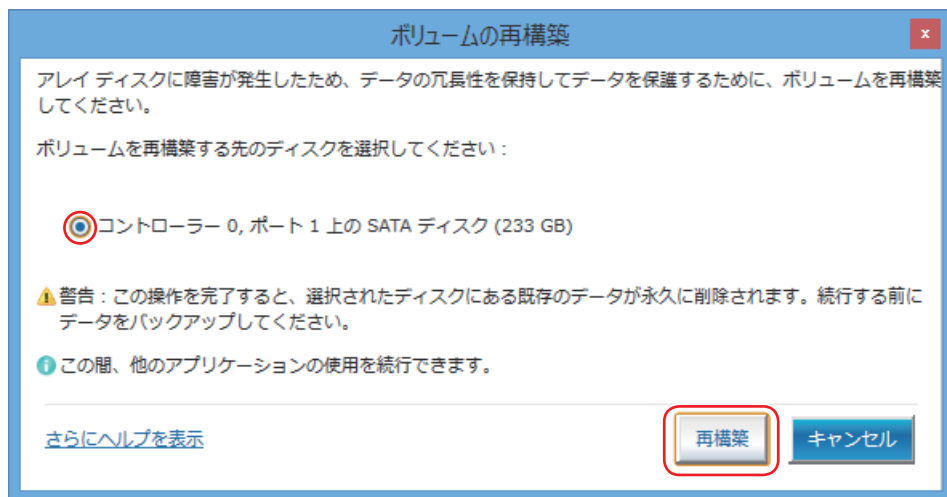 ボリュームの再構築
x
アレイ ディスクに障害が発生したため、データの冗長性を保持してデータを保護するために、ボリュームを再構築
してください。
ボリュームを再構築する先のディスクを選択してください：
コントローラー 0, ポート 1 上の SATA ディスク (233 GB)
警告：この操作を完了すると、選択されたディスクにある既存のデータが永久に削除されます。続行する前に
データをバックアップしてください。
この間、他のアプリケーションの使用を続行できます。
さらにヘルプを表示
再構築
キャンセル